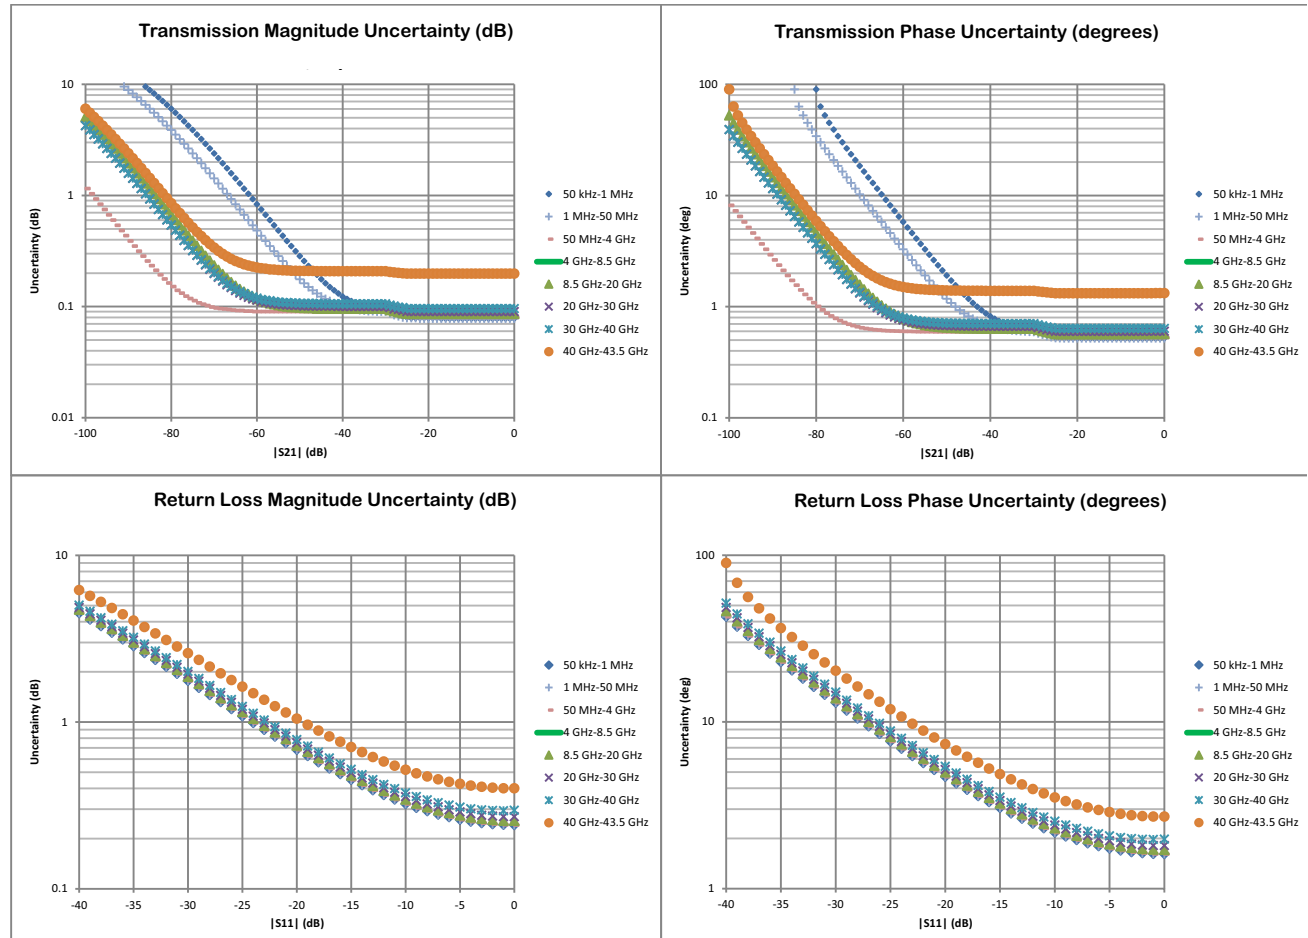 Transmission Magnitude Uncertainty (dB)
10
1
0.1
0.01
Uncertainty (dB)
-100
-80
-60
-40
-20
0
|S21| (dB)
50 kHz-1 MHz
1 MHz-50 MHz
50 MHz-4 GHz
4 GHz-8.5 GHz
8.5 GHz-20 GHz
20 GHz-30 GHz
30 GHz-40 GHz
40 GHz-43.5 GHz
Transmission Phase Uncertainty (degrees)
100
10
1
0.1
Uncertainty (deg)
-100
-80
-60
-40
-20
0
|S21| (dB)
50 kHz-1 MHz
1 MHz-50 MHz
50 MHz-4 GHz
4 GHz-8.5 GHz
8.5 GHz-20 GHz
20 GHz-30 GHz
30 GHz-40 GHz
40 GHz-43.5 GHz
Return Loss Magnitude Uncertainty (dB)
10
1
0.1
Uncertainty (dB)
-40
-35
-30
-25
-20
-15
-10
-5
0
|S11| (dB)
50 kHz-1 MHz
1 MHz-50 MHz
50 MHz-4 GHz
4 GHz-8.5 GHz
8.5 GHz-20 GHz
20 GHz-30 GHz
30 GHz-40 GHz
40 GHz-43.5 GHz
Return Loss Phase Uncertainty (degrees)
100
10
1
Uncertainty (deg)
-40
-35
-30
-25
-20
-15
-10
-5
0
|S11| (dB)
50 kHz-1 MHz
1 MHz-50 MHz
50 MHz-4 GHz
4 GHz-8.5 GHz
8.5 GHz-20 GHz
20 GHz-30 GHz
30 GHz-40 GHz
40 GHz-43.5 GHz